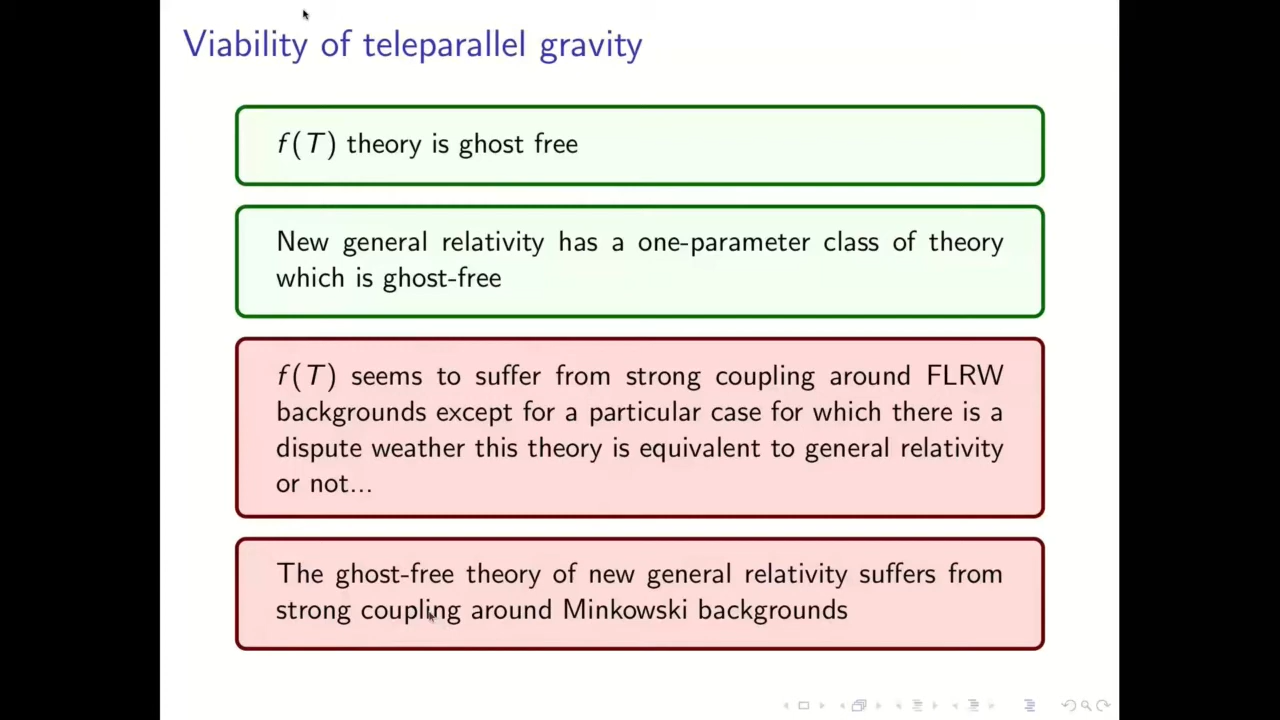 Viability of teleparallel gravity
f(T) theory is ghost free
New general relativity has a one-parameter class of theory
which is ghost-free
f(T) seems to suffer from strong coupling around FLRW
backgrounds except for a particular case for which there is a
dispute weather this theory is equivalent to general relativity
or not...
The ghost-free theory of new general relativity suffers from
strong coupling around Minkowski backgrounds